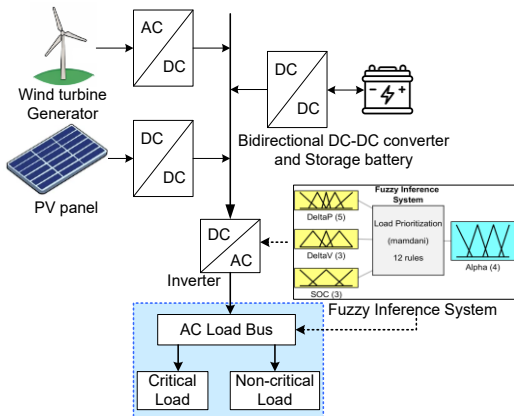 AC
DC
Wind turbine
Generator
DC
DC
PV panel
DC
DC
- +
Bidirectional DC-DC converter
and Storage battery
DC
AC
Inverter
Fuzzy Inference
System
DeltaP (5)
DeltaV (3)
SOC (3)
Load Prioritization
(mamdani)
12 rules
Alpha (4)
Fuzzy Inference System
AC Load Bus
Critical
Load
Non-critical
Load